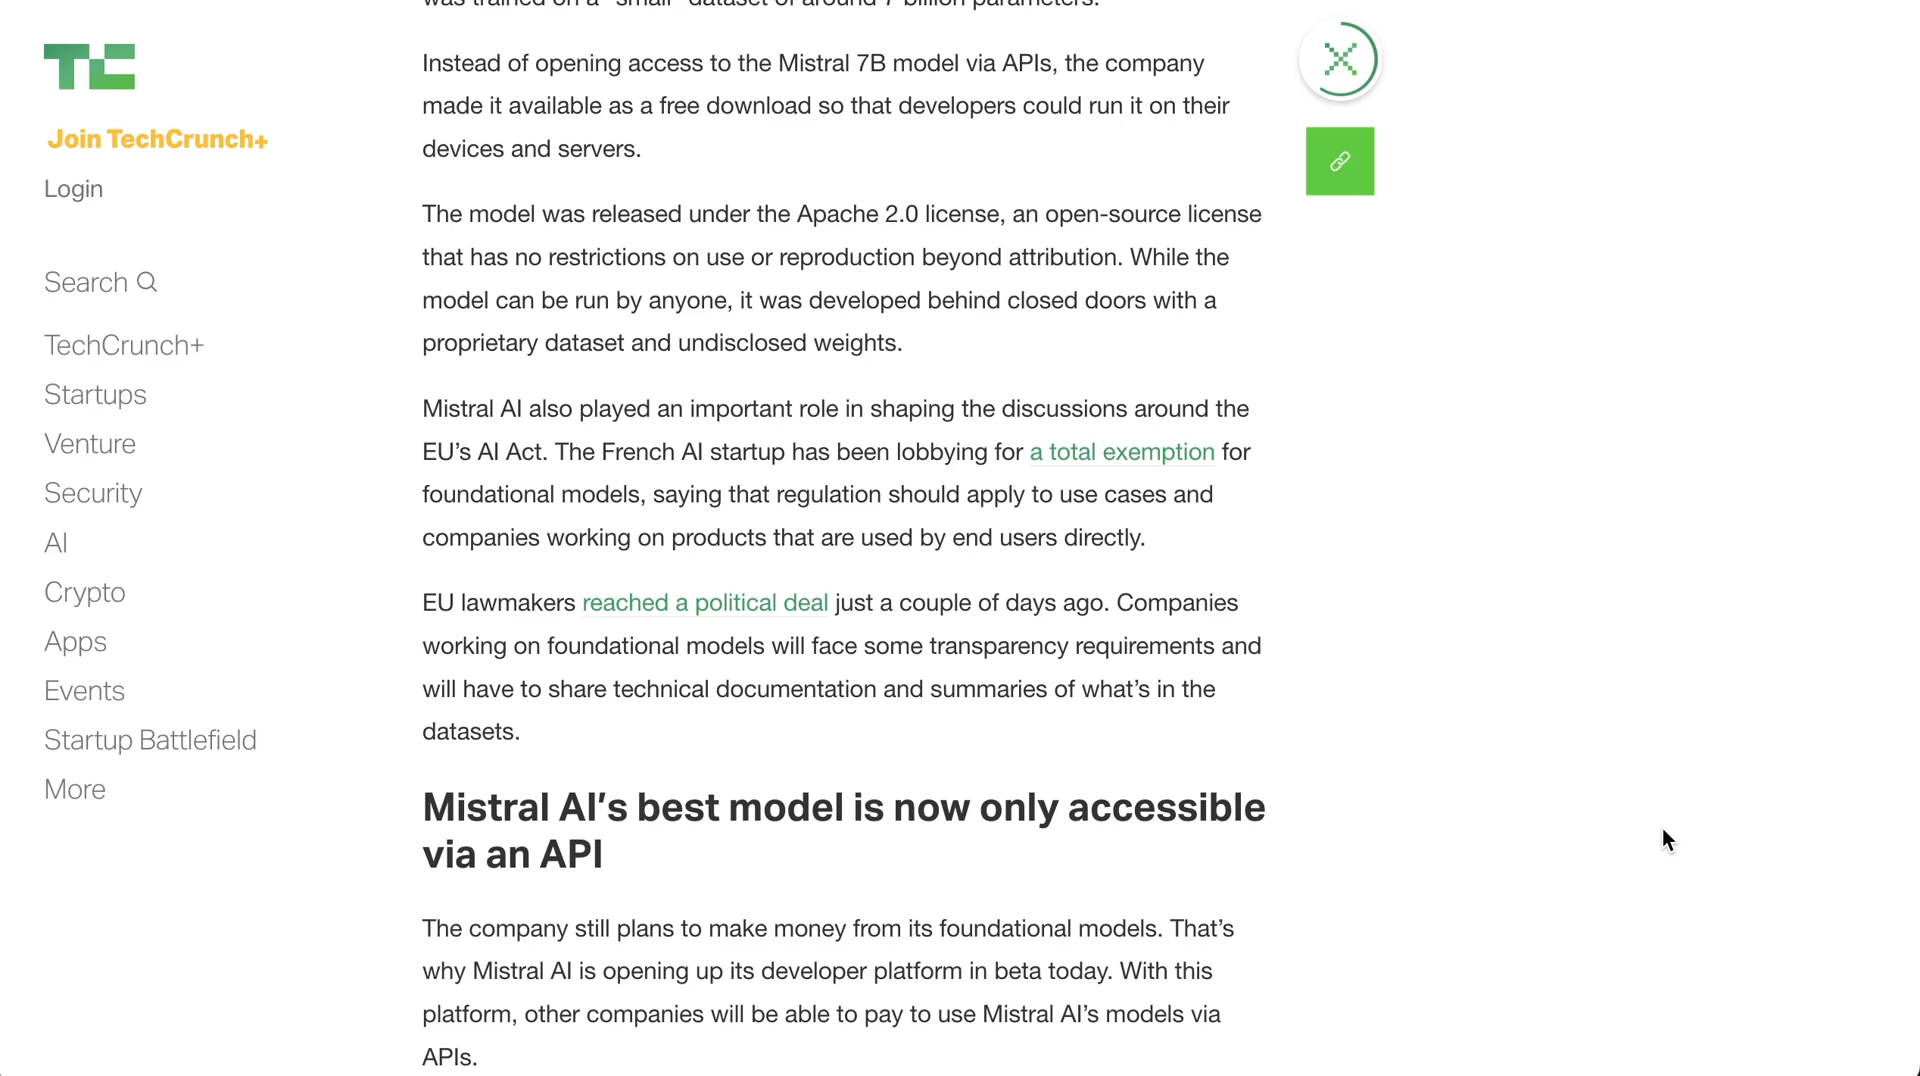 was trained on a "small" dataset of around 7 billion parameters.
TC
Join TechCrunch+
Login
Search
TechCrunch+
Startups
Venture
Security
AI
Crypto
Apps
Events
Startup Battlefield
More
Instead of opening access to the Mistral 7B model via APIs, the company
made it available as a free download so that developers could run it on their
devices and servers.
The model was released under the Apache 2.0 license, an open-source license
that has no restrictions on use or reproduction beyond attribution. While the
model can be run by anyone, it was developed behind closed doors with a
proprietary dataset and undisclosed weights.
Mistral AI also played an important role in shaping the discussions around the
EU’s AI Act. The French AI startup has been lobbying for a total exemption for
foundational models, saying that regulation should apply to use cases and
companies working on products that are used by end users directly.
EU lawmakers reached a political deal just a couple of days ago. Companies
working on foundational models will face some transparency requirements and
will have to share technical documentation and summaries of what’s in the
datasets.
Mistral AI’s best model is now only accessible
via an API
The company still plans to make money from its foundational models. That’s
why Mistral AI is opening up its developer platform in beta today. With this
platform, other companies will be able to pay to use Mistral AI’s models via
APIs.